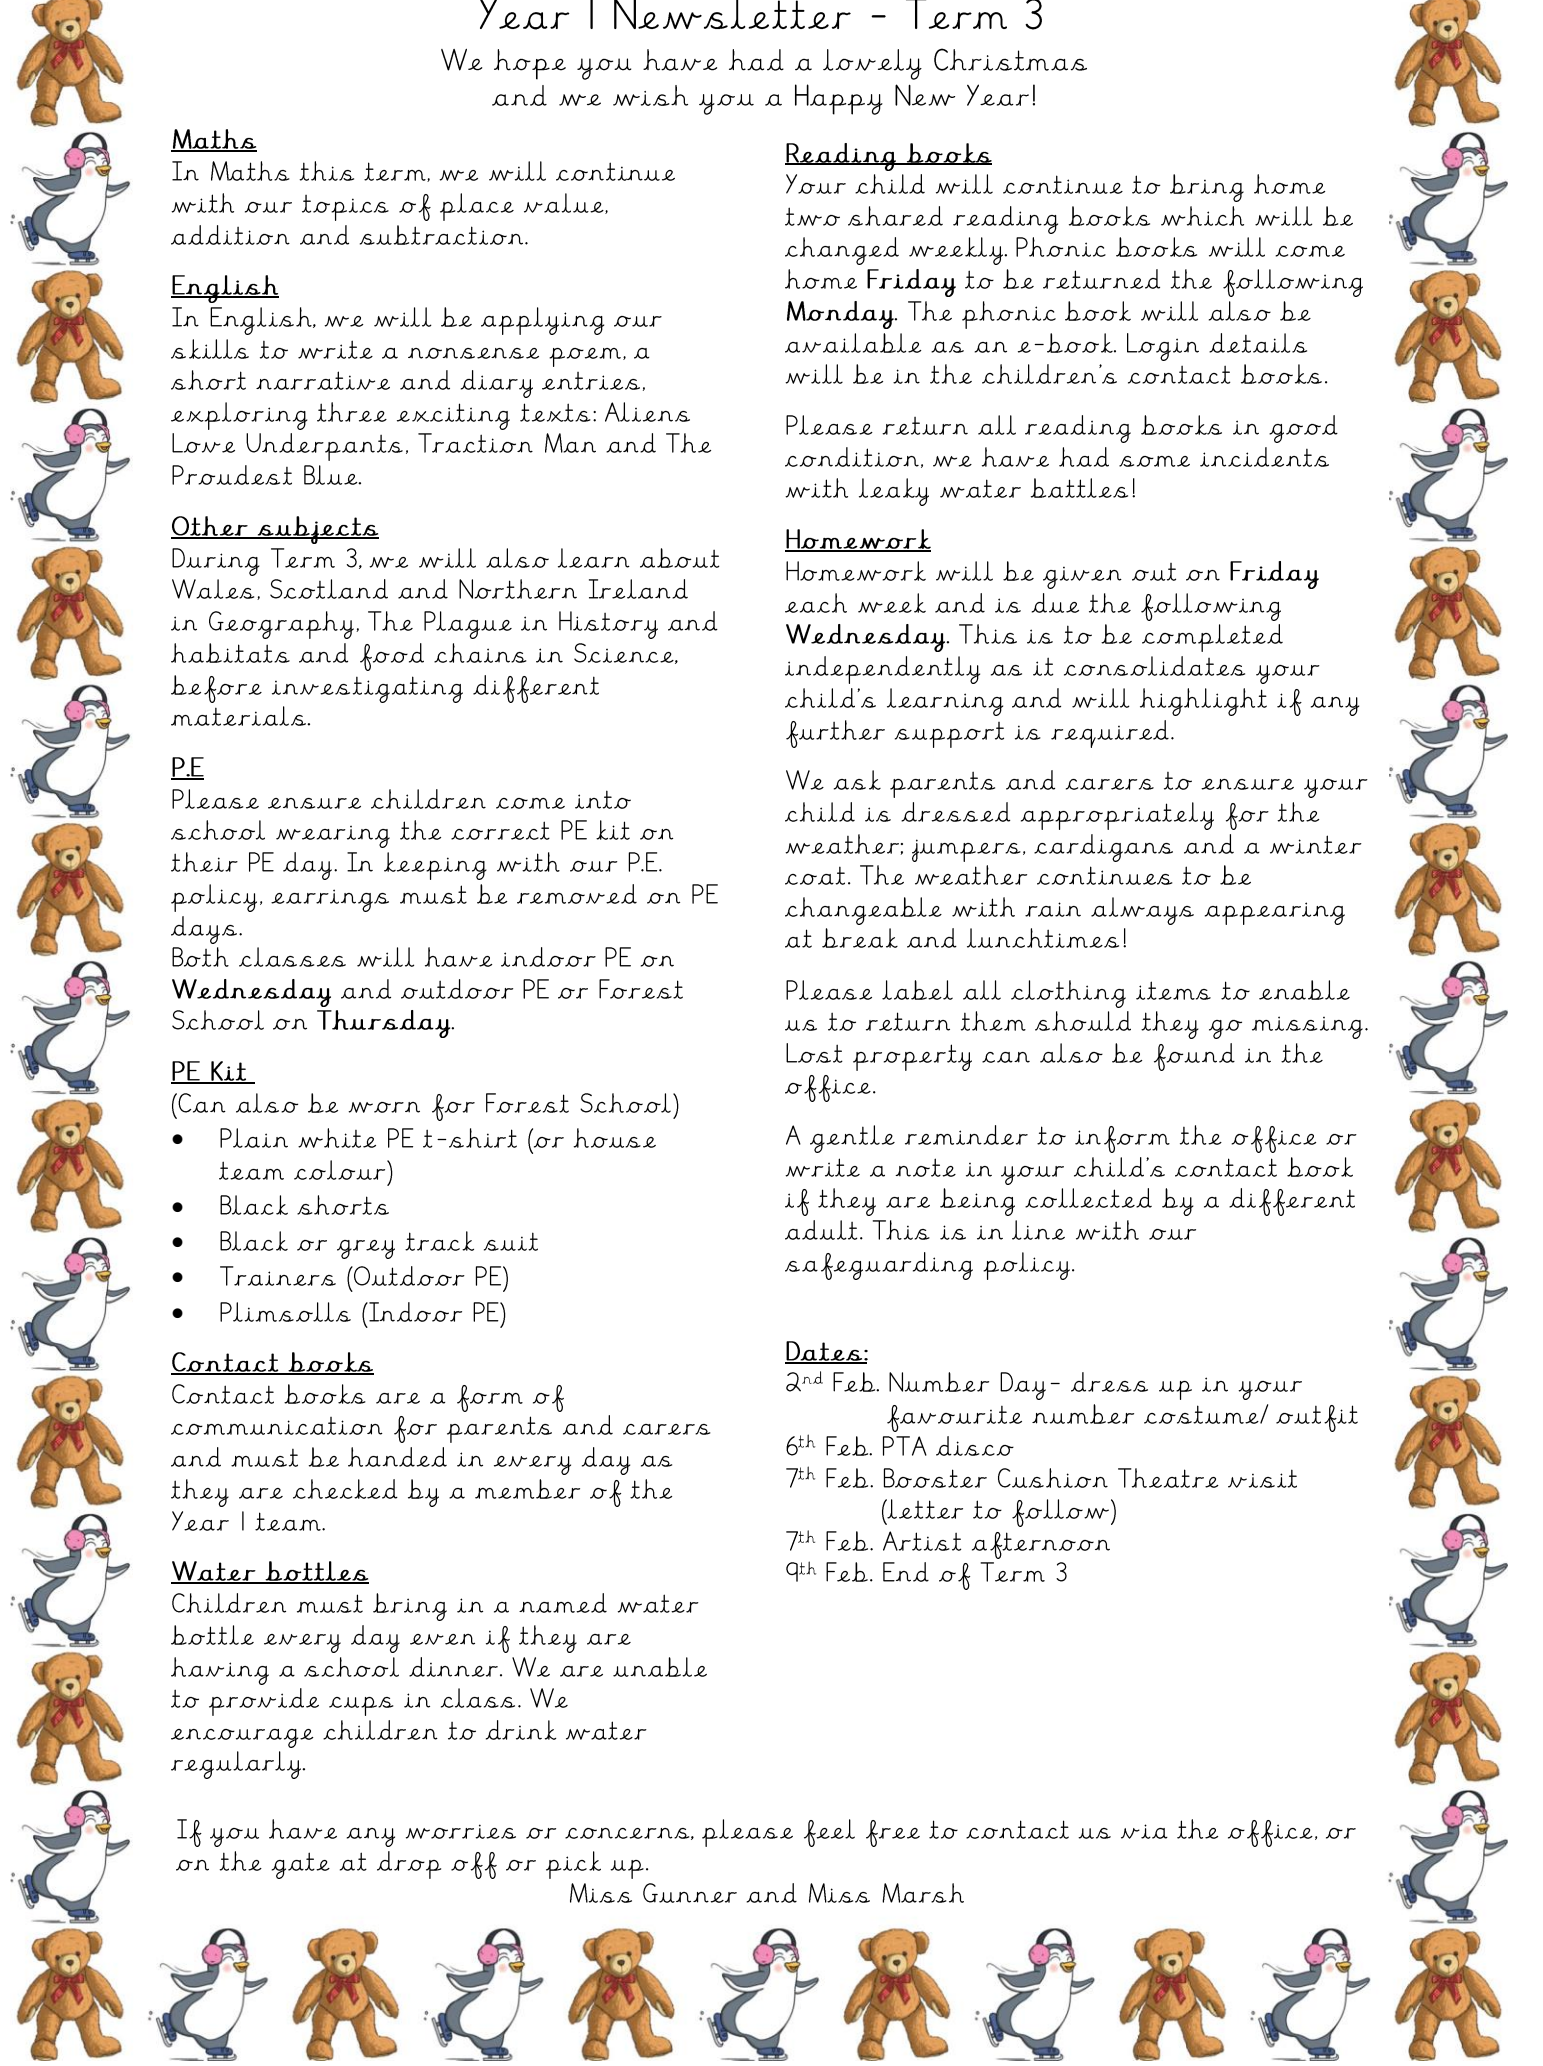 Year 1 Newsletter - Term 3
We hope you have had a lovely Christmas
and we wish you a Happy New Year!
Maths
In Maths this term, we will continue
with our topics of place value,
addition and subtraction.
English
In English, we will be applying our
skills to write a nonsense poem, a
short narrative and diary entries,
exploring three exciting texts: Aliens
Love Underpants, Traction Man and The
Proudest Blue.
Other subjects
During Term 3, we will also learn about
Wales, Scotland and Northern Ireland
in Geography, The Plague in History and
habitats and food chains in Science,
before investigating different
materials.
P.E
Please ensure children come into
school wearing the correct PE kit on
their PE day. In keeping with our P.E.
policy, earrings must be removed on PE
days.
Both classes will have indoor PE on
Wednesday and outdoor PE or Forest
School on Thursday.
PE Kit
(Can also be worn for Forest School)
• Plain white PE t-shirt (or house
team colour)
• Black shorts
• Black or grey track suit
• Trainers (Outdoor PE)
• Plimsolls (Indoor PE)
Contact books
Contact books are a form of
communication for parents and carers
and must be handed in every day as
they are checked by a member of the
Year 1 team.
Water bottles
Children must bring in a named water
bottle every day even if they are
having a school dinner. We are unable
to provide cups in class. We
encourage children to drink water
regularly.
Reading books
Your child will continue to bring home
two shared reading books which will be
changed weekly. Phonic books will come
home Friday to be returned the following
Monday. The phonic book will also be
available as an e-book. Login details
will be in the children's contact books.
Please return all reading books in good
condition, we have had some incidents
with leaky water battles!
Homework
Homework will be given out on Friday
each week and is due the following
Wednesday. This is to be completed
independently as it consolidates your
child's learning and will highlight if any
further support is required.
We ask parents and carers to ensure your
child is dressed appropriately for the
weather; jumpers, cardigans and a winter
coat. The weather continues to be
changeable with rain always appearing
at break and lunchtimes!
Please label all clothing items to enable
us to return them should they go missing.
Lost property can also be found in the
office.
A gentle reminder to inform the office or
write a note in your child's contact book
if they are being collected by a different
adult. This is in line with our
safeguarding policy.
Dates:
2nd Feb. Number Day- dress up in your
favourite number costume/ outfit
6th Feb. PTA disco
7th Feb. Booster Cushion Theatre visit
(letter to follow)
7th Feb. Artist afternoon
9th Feb. End of Term 3
If you have any worries or concerns, please feel free to contact us via the office, or
on the gate at drop off or pick up.
Miss Gunner and Miss Marsh